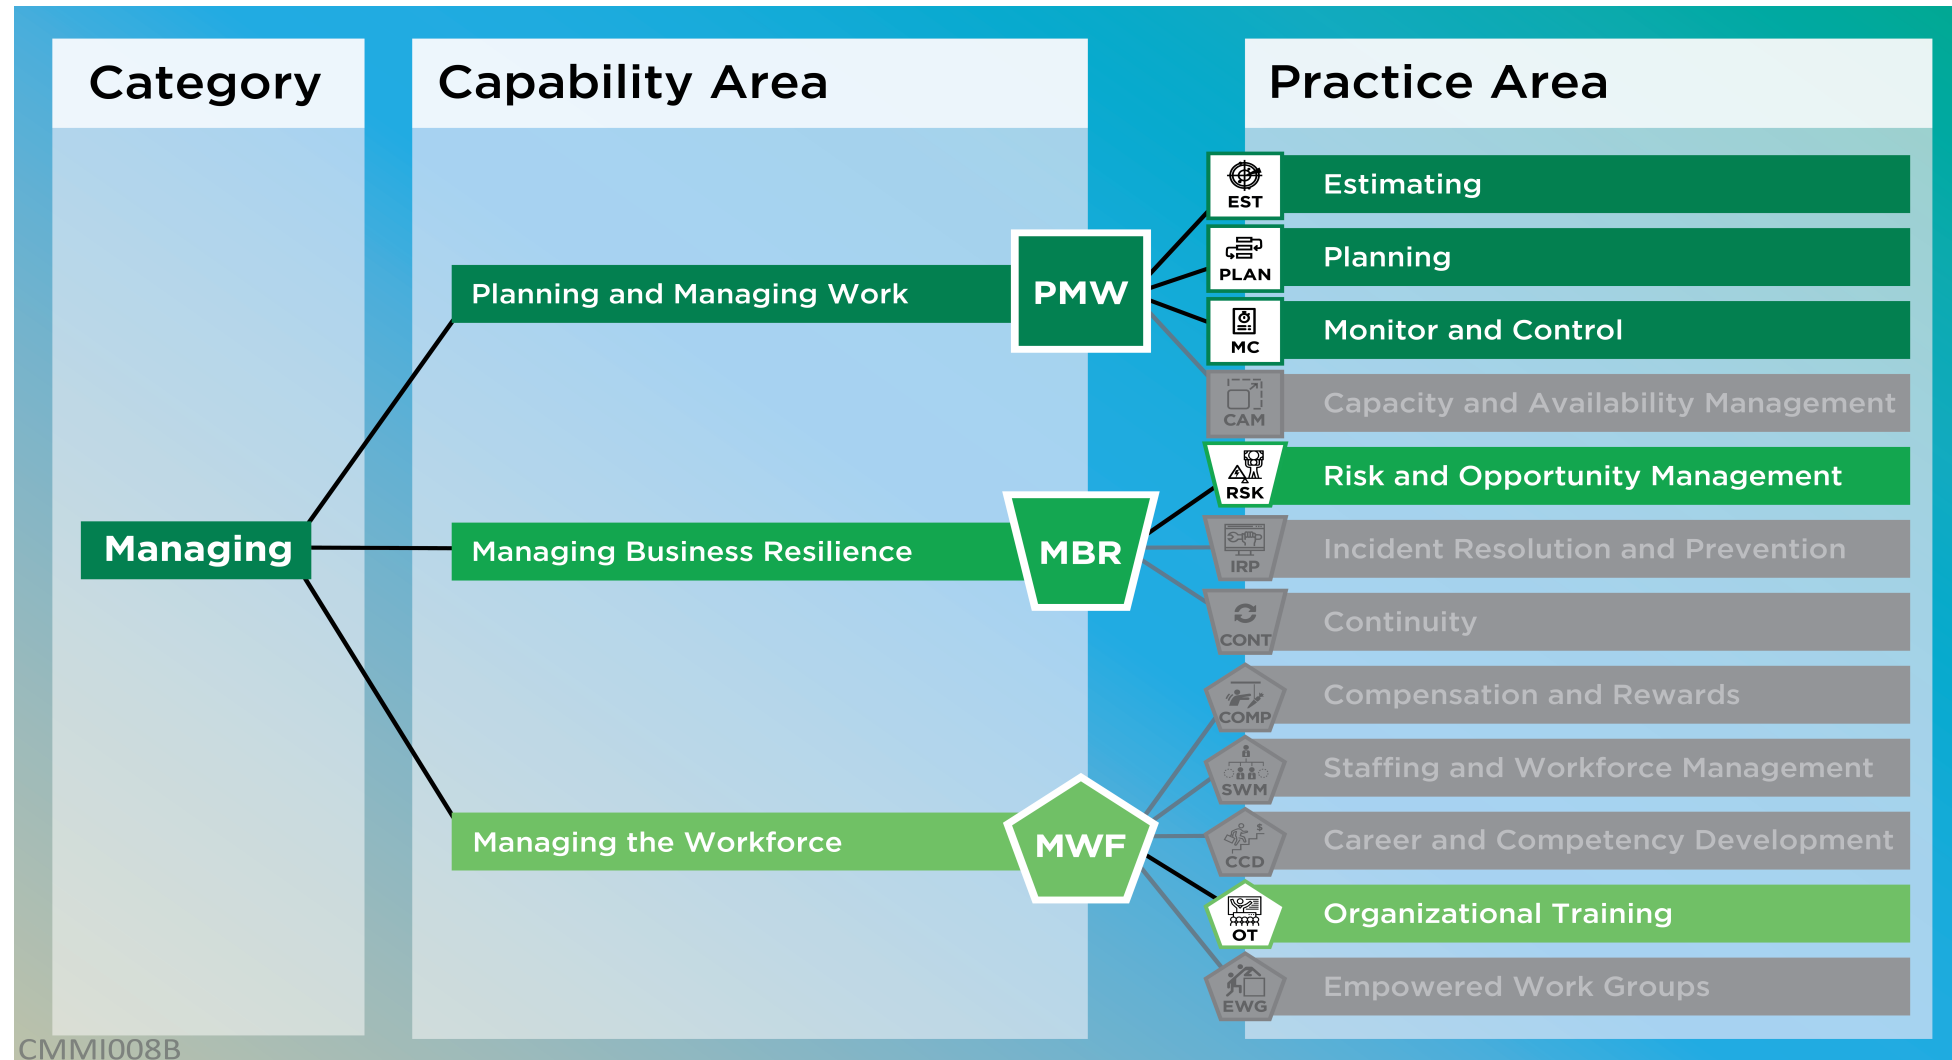 Category
Capability Area
Practice Area
Managing
Planning and Managing Work
PMW
Managing Business Resilience
MBR
Managing the Workforce
MWF
EST
Estimating
PLAN
Planning
MC
Monitor and Control
CAM
Capacity and Availability Management
RSK
Risk and Opportunity Management
IRP
Incident Resolution and Prevention
CONT
Continuity
COMP
Compensation and Rewards
SWM
Staffing and Workforce Management
$
CCD
Career and Competency Development
OT
Organizational Training
EWG
Empowered Work Groups
CMMI008B